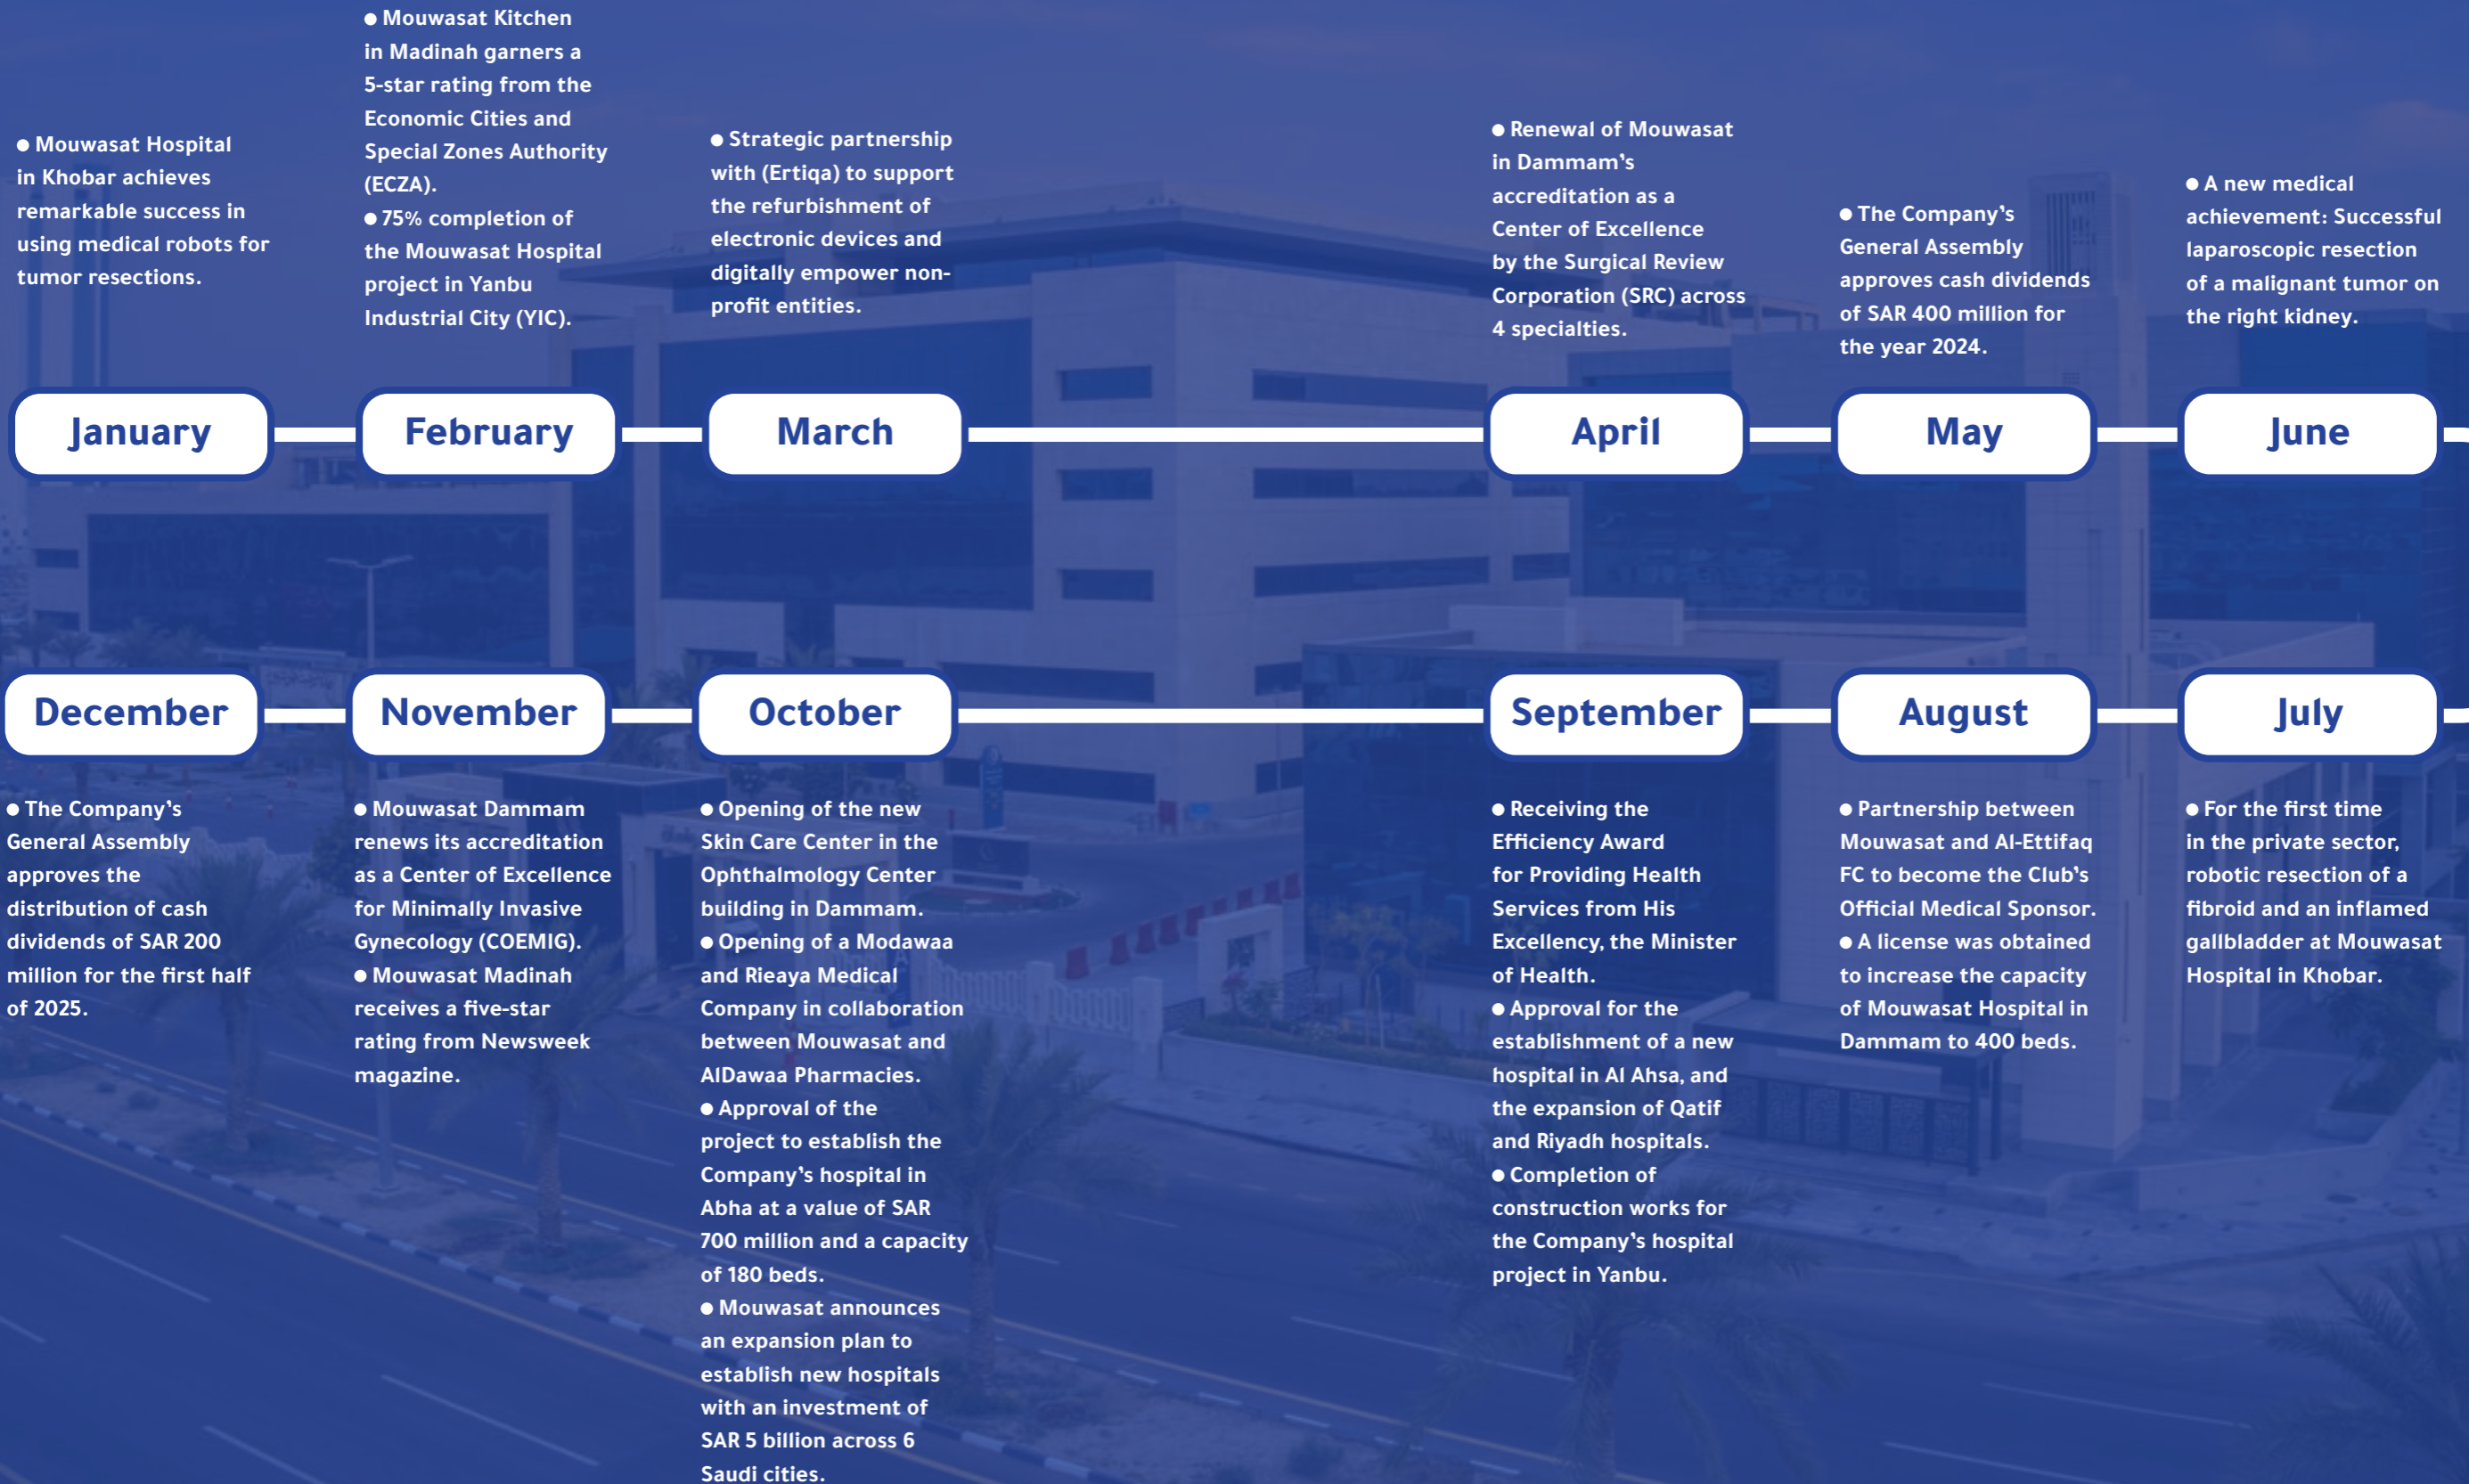 ● Mouwasat Hospital
in Khobar achieves
remarkable success in
using medical robots for
tumor resections.
● Mouwasat Kitchen
in Madinah garners a
5-star rating from the
Economic Cities and
Special Zones Authority
(ECZA).
● 75% completion of
the Mouwasat Hospital
project in Yanbu
Industrial City (YIC).
● Strategic partnership
with (Ertiqa) to support
the refurbishment of
electronic devices and
digitally empower non-
profit entities.
● Renewal of Mouwasat
in Dammam's
accreditation as a
Center of Excellence
by the Surgical Review
Corporation (SRC) across
4 specialties.
● The Company's
General Assembly
approves cash dividends
of SAR 400 million for
the year 2024.
● A new medical
achievement: Successful
laparoscopic resection
of a malignant tumor on
the right kidney.
January
February
March
April
May
June
December
November
October
September
August
July
● The Company's
General Assembly
approves the
distribution of cash
dividends of SAR 200
million for the first half
of 2025.
● Mouwasat Dammam
renews its accreditation
as a Center of Excellence
for Minimally Invasive
Gynecology (COEMIG).
● Mouwasat Madinah
receives a five-star
rating from Newsweek
magazine.
● Opening of the new
Skin Care Center in the
Ophthalmology Center
building in Dammam.
● Opening of a Modawaa
and Rieaya Medical
Company in collaboration
between Mouwasat and
AlDawaa Pharmacies.
● Approval of the
project to establish the
Company's hospital in
Abha at a value of SAR
700 million and a capacity
of 180 beds.
● Mouwasat announces
an expansion plan to
establish new hospitals
with an investment of
SAR 5 billion across 6
Saudi cities.
● Receiving the
Efficiency Award
for Providing Health
Services from His
Excellency, the Minister
of Health.
● Approval for the
establishment of a new
hospital in Al Ahsa, and
the expansion of Qatif
and Riyadh hospitals.
● Completion of
construction works for
the Company's hospital
project in Yanbu.
● Partnership between
Mouwasat and Al-Ettifaq
FC to become the Club's
Official Medical Sponsor.
● A license was obtained
to increase the capacity
of Mouwasat Hospital in
Dammam to 400 beds.
● For the first time
in the private sector,
robotic resection of a
fibroid and an inflamed
gallbladder at Mouwasat
Hospital in Khobar.